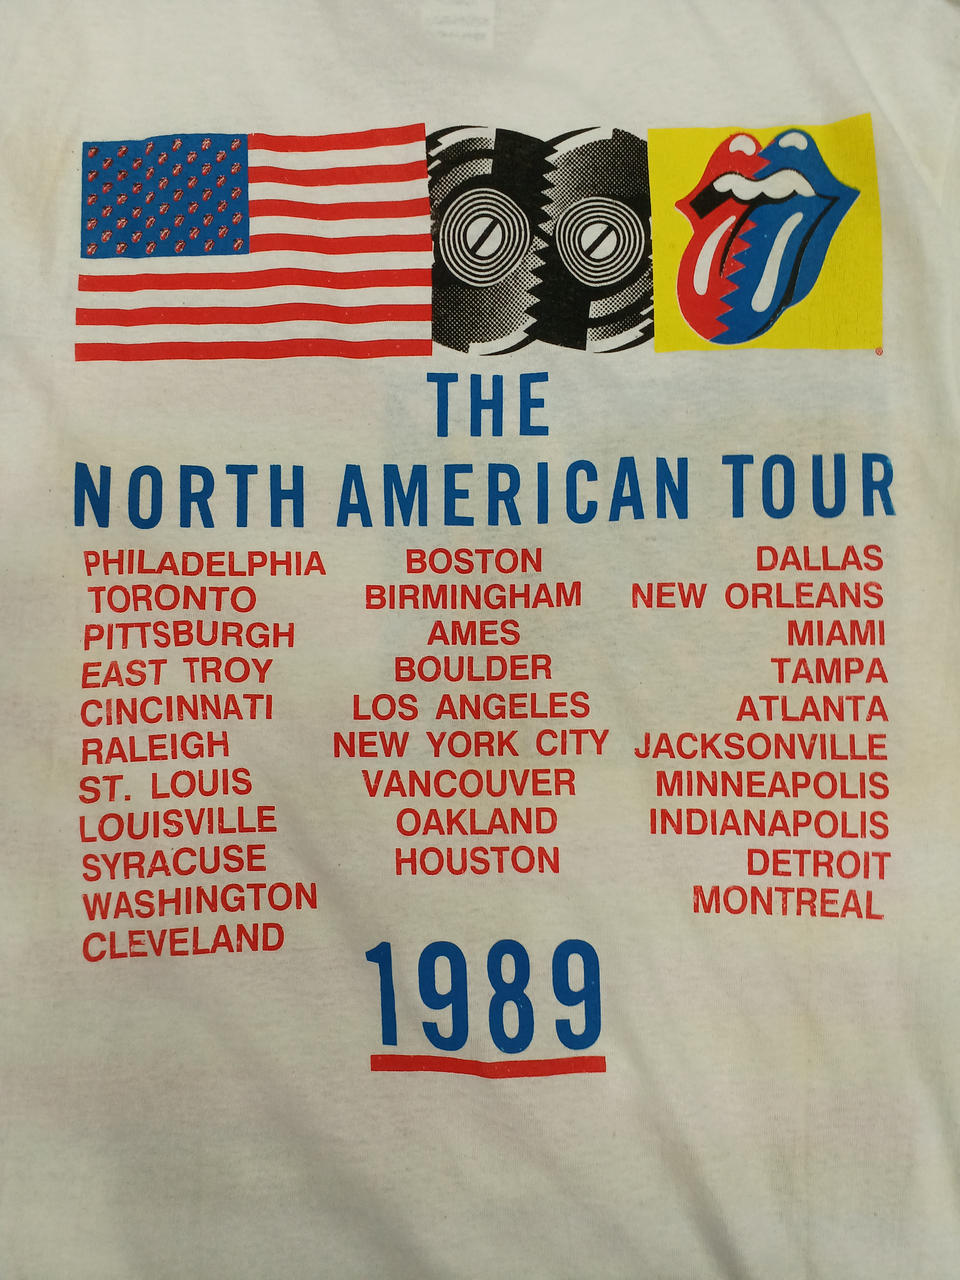 THE
NORTH AMERICAN TOUR
PHILADELPHIA
TORONTO
PITTSBURGH
EAST TROY
CINCINNATI
RALEIGH
ST. LOUIS
LOUISVILLE
SYRACUSE
WASHINGTON
CLEVELAND
BOSTON
BIRMINGHAM
AMES
BOULDER
LOS ANGELES
NEW YORK CITY
VANCOUVER
OAKLAND
HOUSTON
DALLAS
NEW ORLEANS
MIAMI
TAMPA
ATLANTA
JACKSONVILLE
MINNEAPOLIS
INDIANAPOLIS
DETROIT
MONTREAL
1989